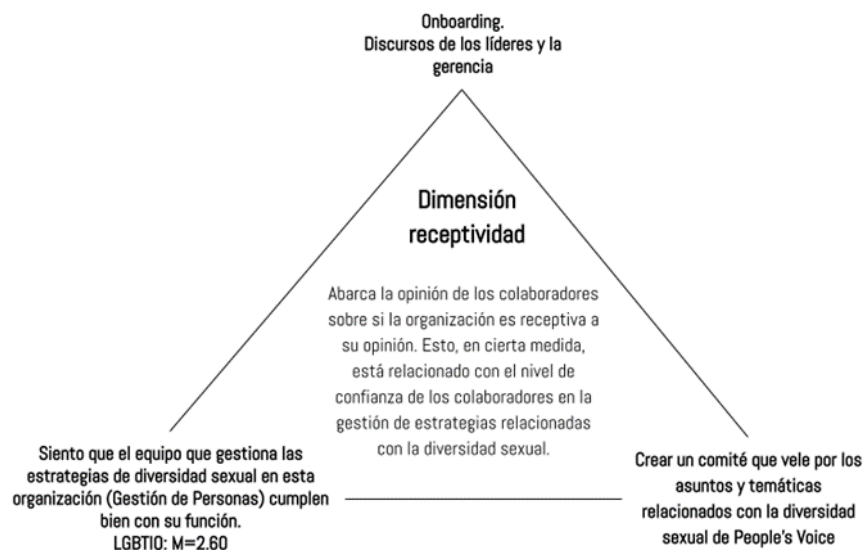 Onboarding.
Discursos de los líderes y la
gerencia
Dimensión
receptividad
Abarca la opinión de los colaboradores
sobre si la organización es receptiva a
su opinión. Esto, en cierta medida,
está relacionado con el nivel de
confianza de los colaboradores en la
gestión de estrategias relacionadas
con la diversidad sexual.
Siento que el equipo que gestiona las
estrategias de diversidad sexual en esta
organización (Gestión de Personas) cumplen
bien con su función.
LGBTIQ: M=2.60
Crear un comité que vele por los
asuntos y temáticas
relacionados con la diversidad
sexual de People's Voice